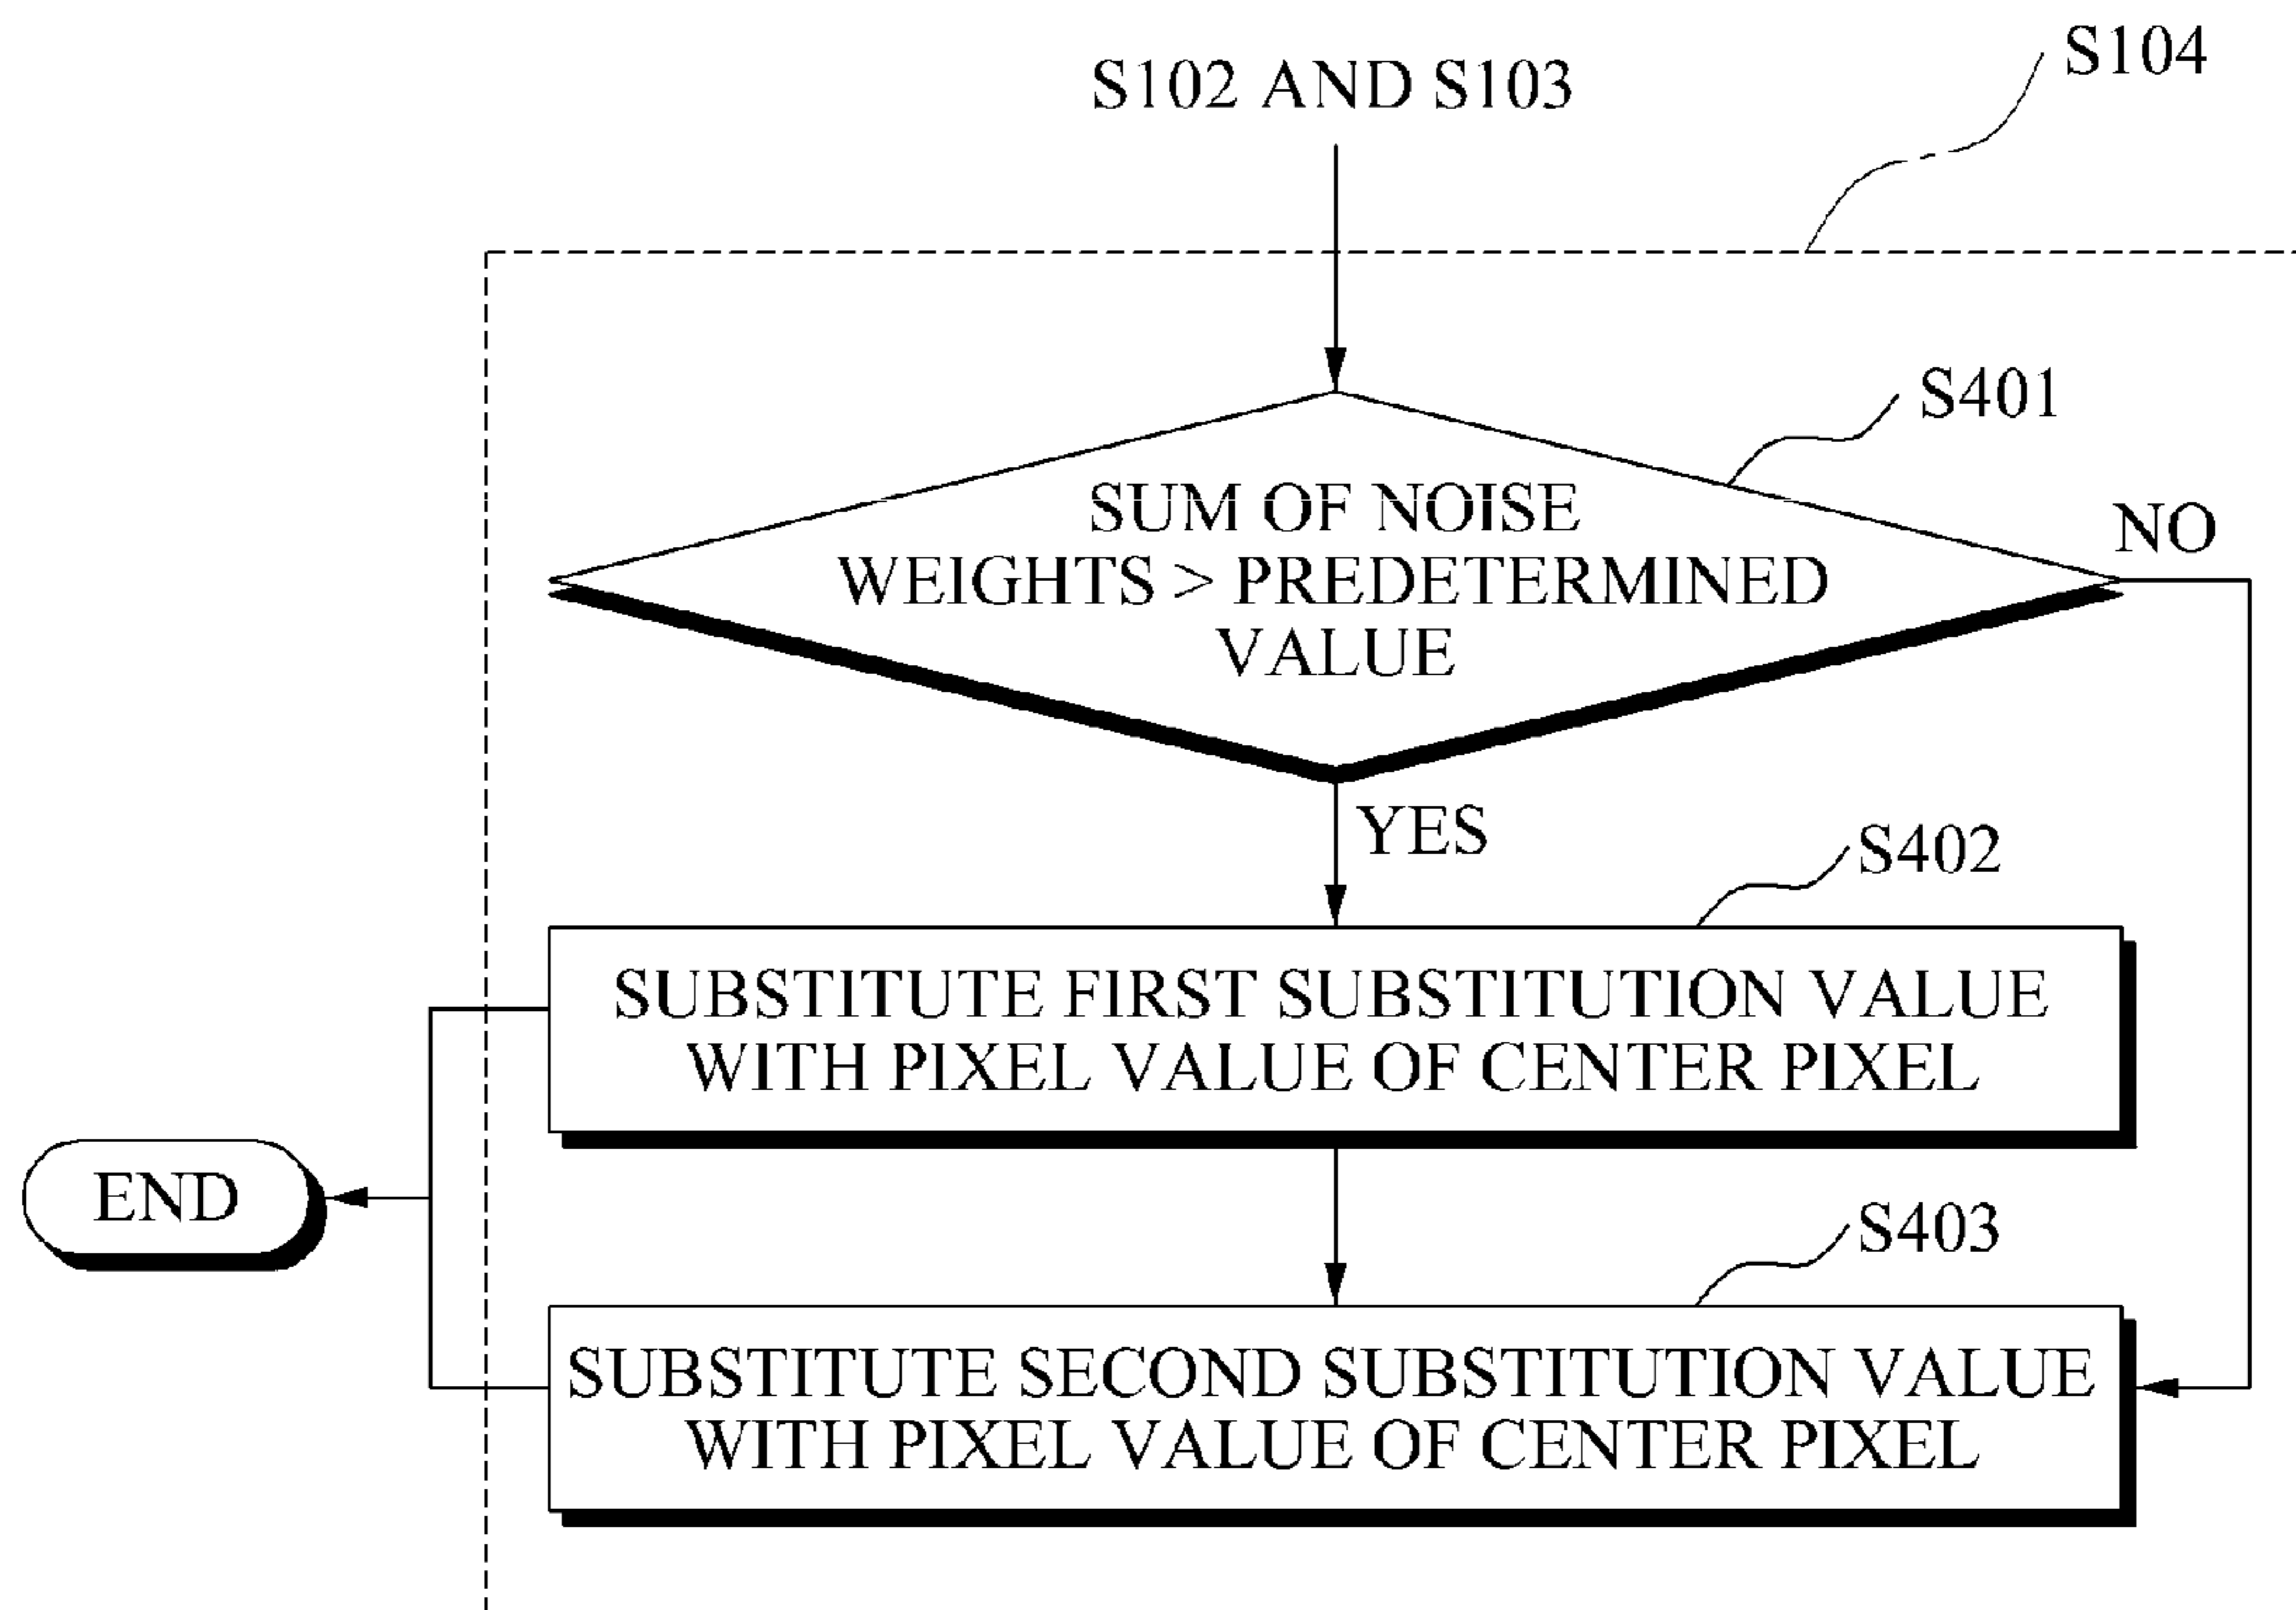 S104
S102 AND S103
S401
SUM OF NOISE
WEIGHTS > PREDETERMINED
VALUE
NO
YES
S402
SUBSTITUTE FIRST SUBSTITUTION VALUE
WITH PIXEL VALUE OF CENTER PIXEL
END
S403
SUBSTITUTE SECOND SUBSTITUTION VALUE
WITH PIXEL VALUE OF CENTER PIXEL